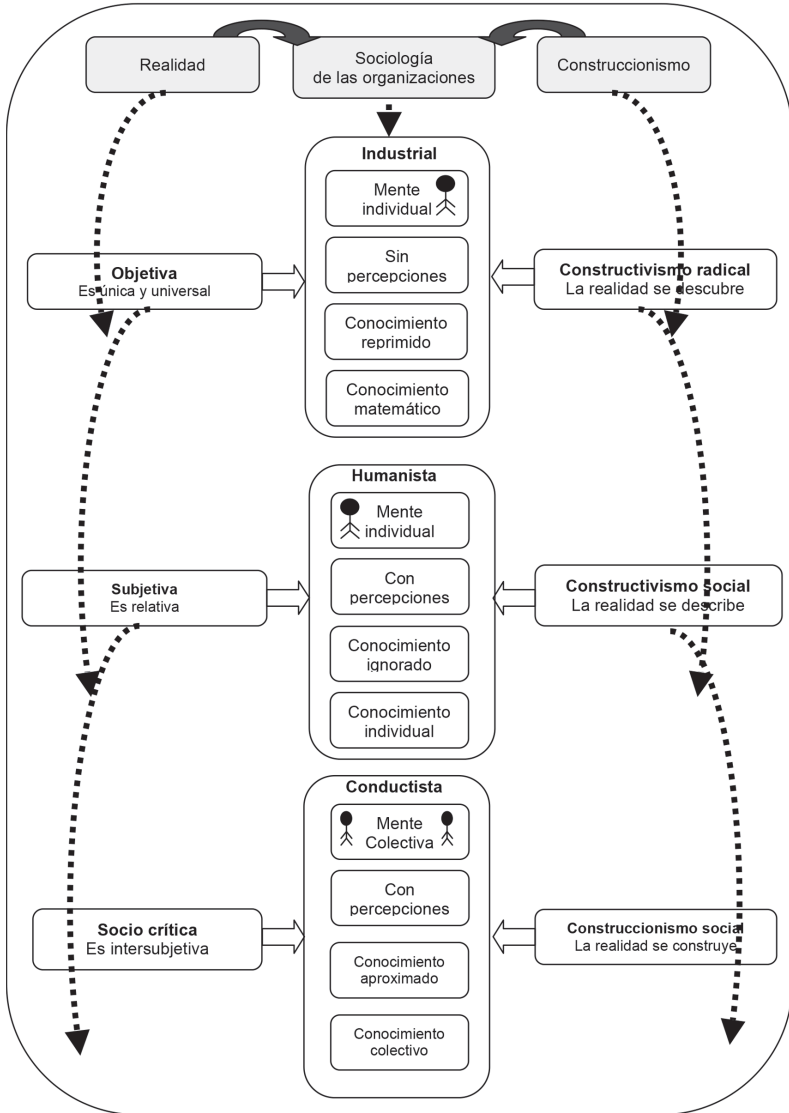 Realidad
Sociología
de las organizaciones
Construccionismo
Industrial
Mente
individual
Sin
percepciones
Conocimiento
reprimido
Conocimiento
matemático
Objetiva
Es única y universal
Constructivismo radical
La realidad se descubre
Humanista
Mente
individual
Con
percepciones
Conocimiento
ignorado
Conocimiento
individual
Subjetiva
Es relativa
Constructivismo social
La realidad se describe
Conductista
Mente
Colectiva
Con
percepciones
Conocimiento
aproximado
Conocimiento
colectivo
Socio crítica
Es intersubjetiva
Construccionismo social
La realidad se construye